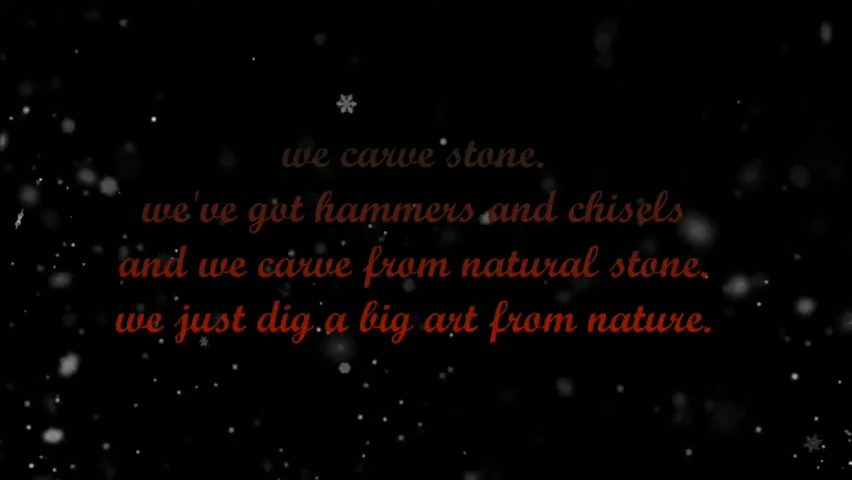 we carve stone.
we've got hammers and chisels
and we carve from natural stone.
we just dig a big art from nature.